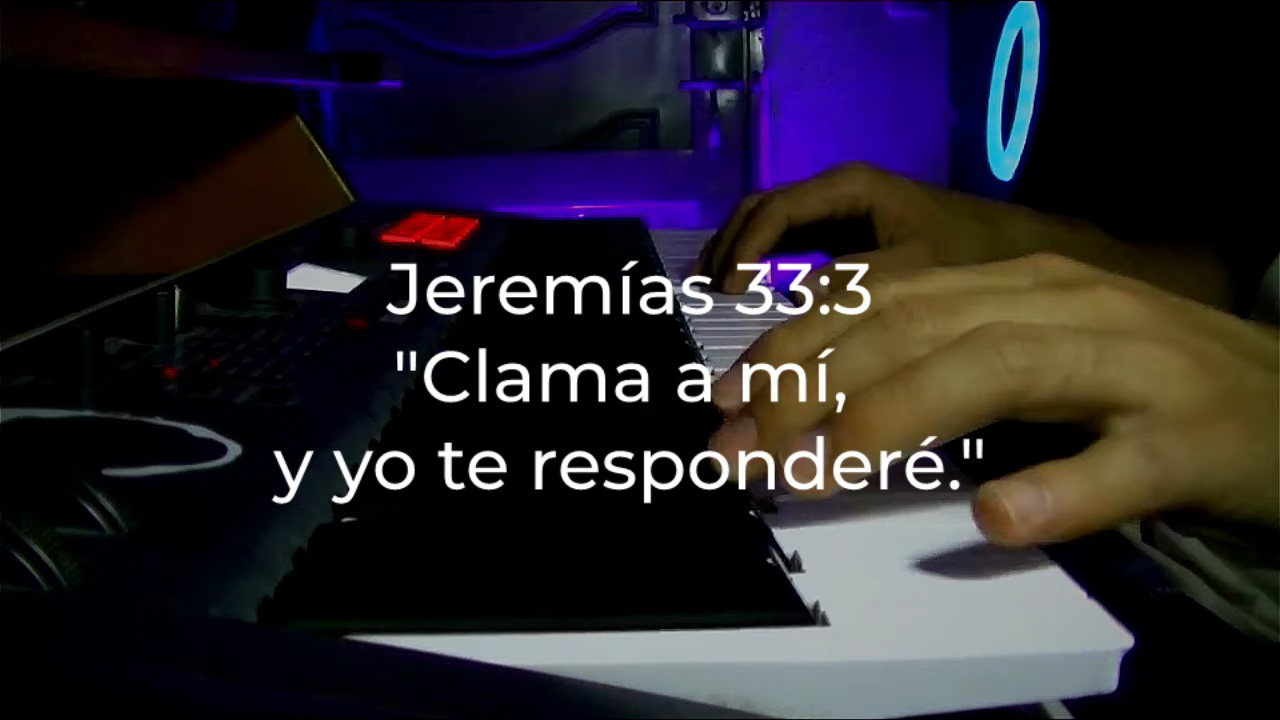 Jeremías 33:3
"Clama a mí,
y yo te responderé."